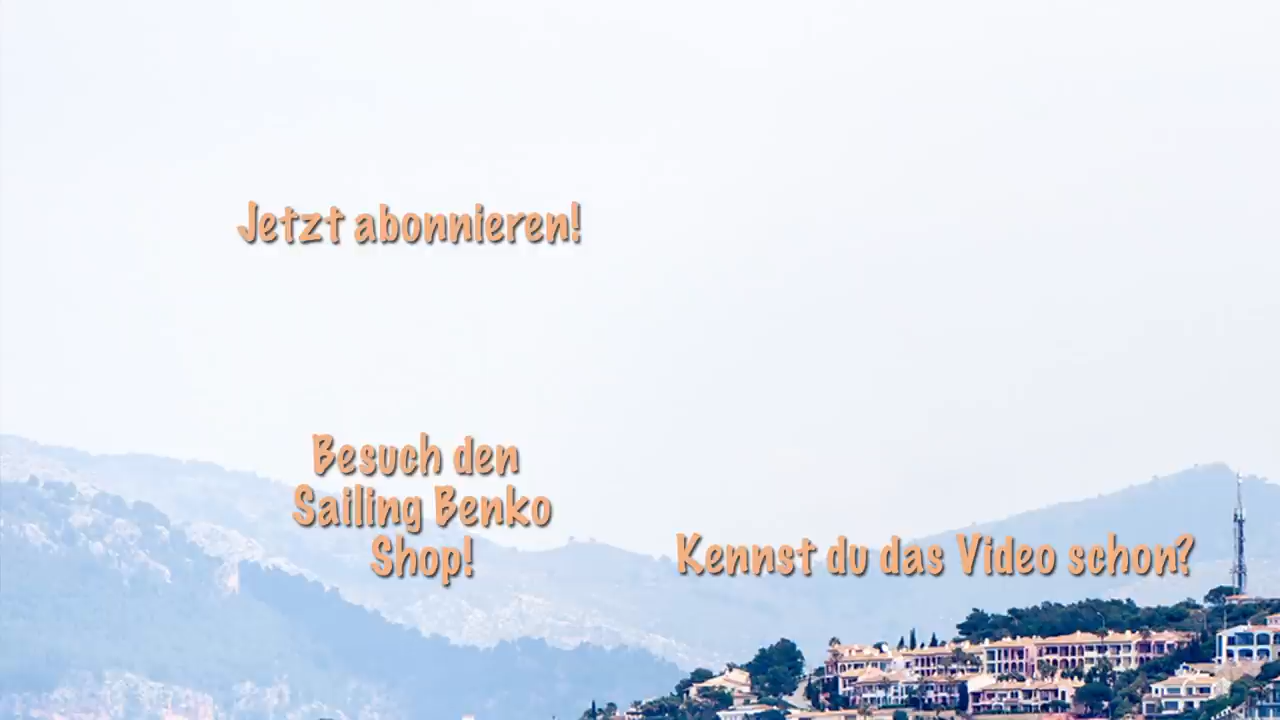 Jetzt abonnieren!
Besuch den
Sailing Benko
Shop!
Kennst du das Video schon?